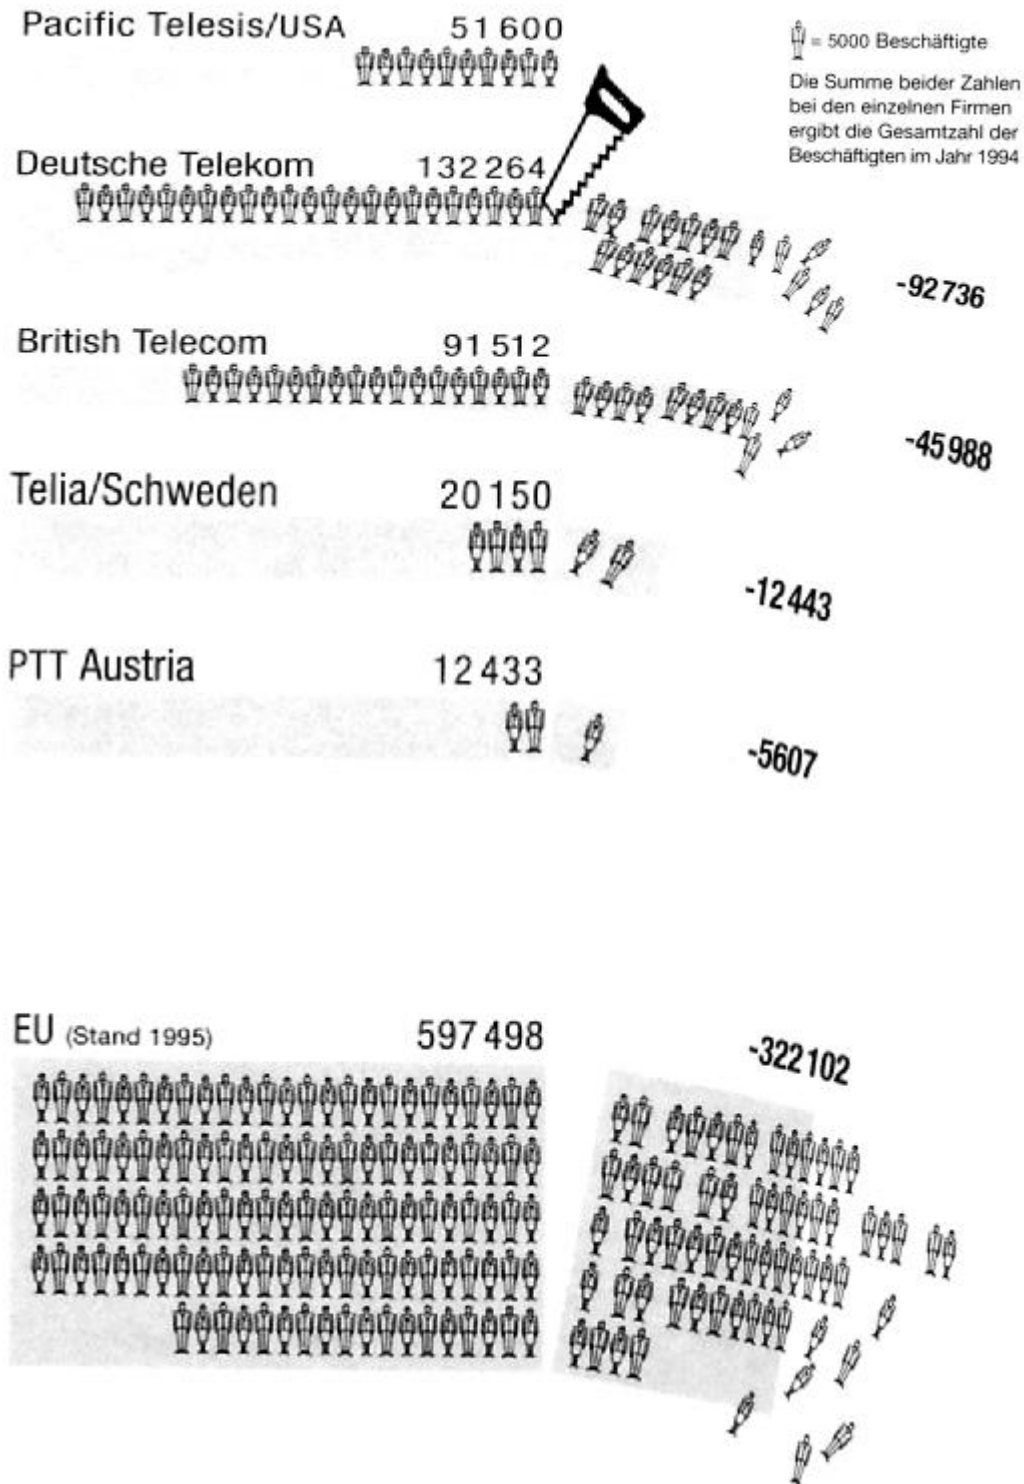 Pacific Telesis/USA 51 600
= 5000 Beschäftigte
Die Summe beider Zahlen
bei den einzelnen Firmen
ergibt die Gesamtzahl der
Beschäftigten im Jahr 1994
Deutsche Telekom 132 264
-92 736
British Telecom 91 512
-45 988
Telia/Schweden 20 150
-12 443
PTT Austria 12 433
-5607
EU (Stand 1995) 597 498
-322 102